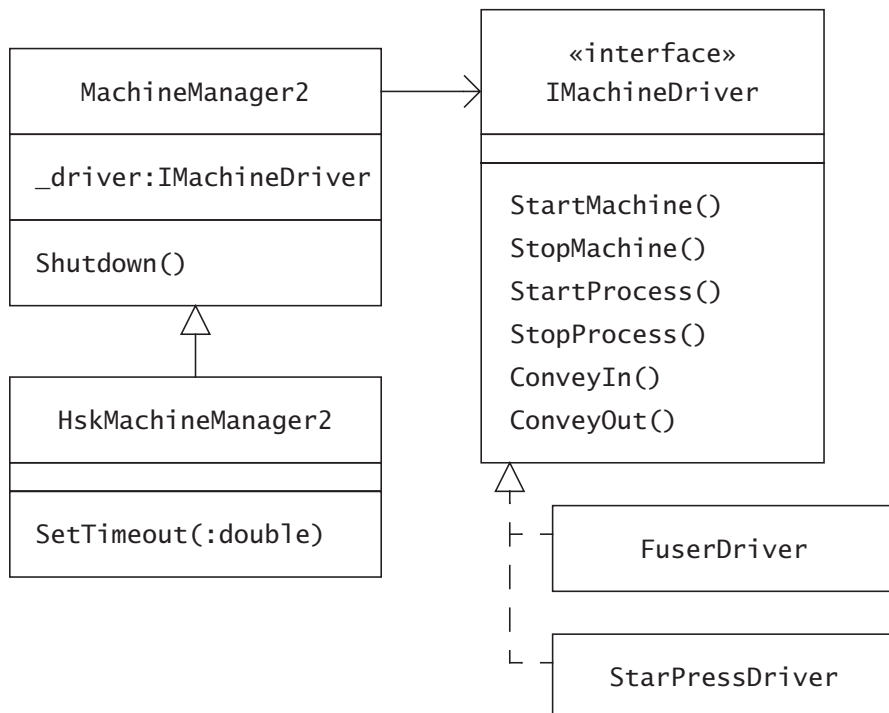 MachineManager2
_driver:IMachineDriver
Shutdown()
HskMachineManager2
SetTimeout(:double)
«interface»
IMachineDriver
StartMachine()
StopMachine()
StartProcess()
StopProcess()
ConveyIn()
ConveyOut()
FuserDriver
StarPressDriver